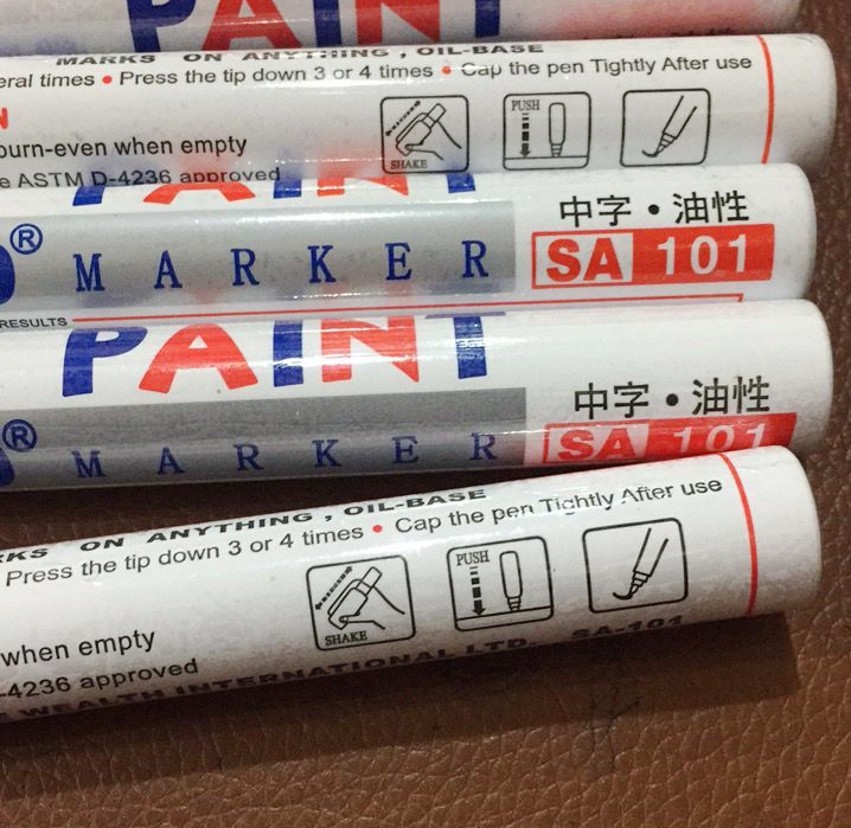 PAINT
MARKS ON ANYTHING , OIL-BASE
eral times • Press the tip down 3 or 4 times • Cap the pen Tightly After use
ourn-even when empty
e ASTM D-4236 approved
SHAKE
PUSH
PAINT
® MARKER
中字•油性
SA 101
RESULTS
PAINT
® MARKER
中字•油性
SA 101
RKS ON ANYTHING , OIL-BASE
Press the tip down 3 or 4 times • Cap the pen Tightly After use
when empty
-4236 approved
SHAKE
PUSH
WEALTH INTERNATIONAL LTD. SA-101